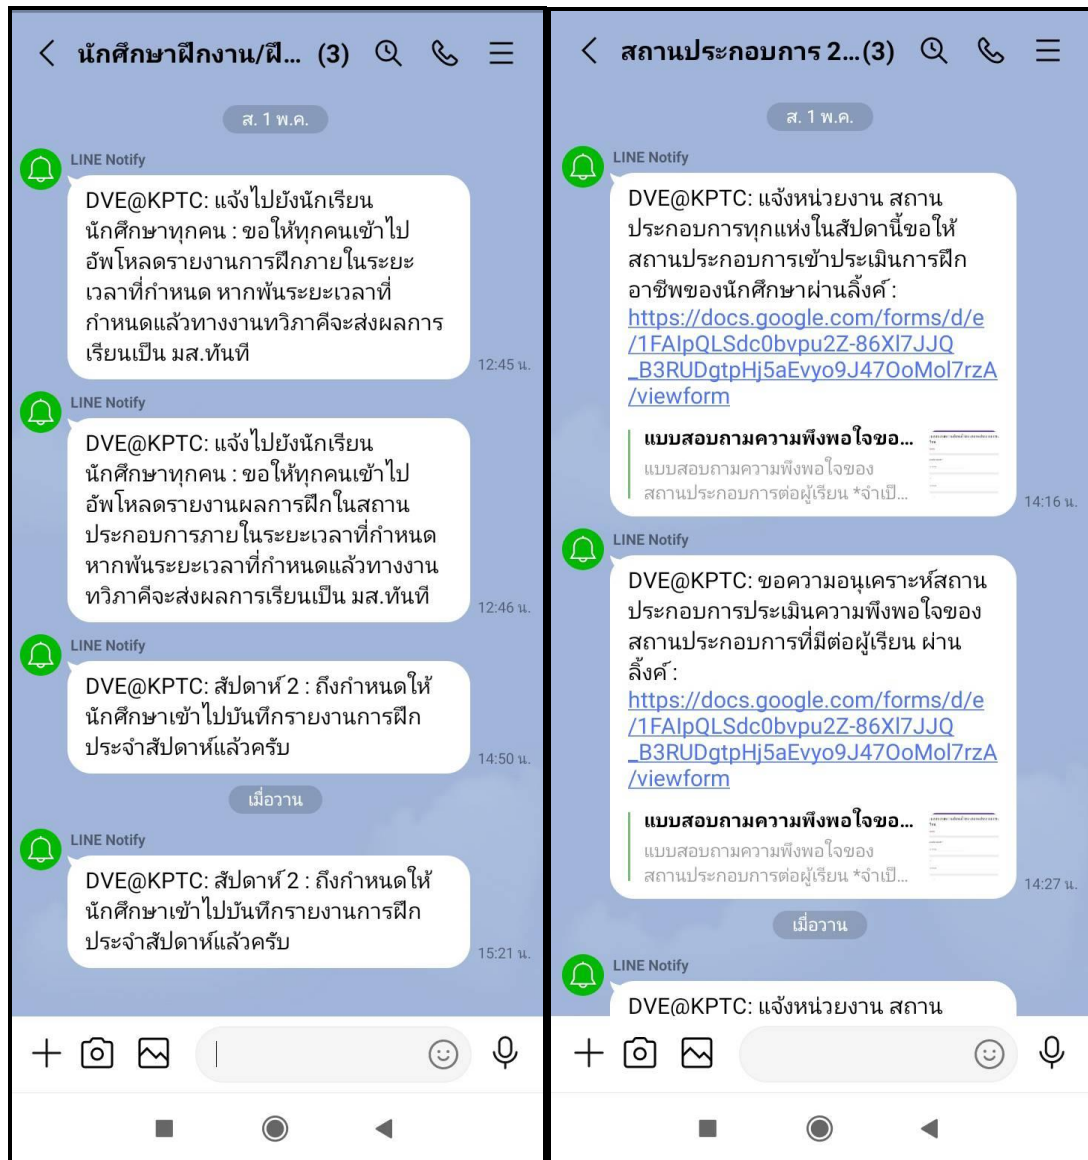 นักศึกษาฝึกงาน/ฝึ... (3)
ส. 1 พ.ค.
LINE Notify
DVE@KPTC: แจ้งไปยังนักเรียน
นักศึกษาทุกคน : ขอให้ทุกคนเข้าไป
อัพโหลดรายงานการฝึกภายในระยะ
เวลาที่กำหนด หากพ้นระยะเวลาที่
กำหนดแล้วทางงานทวิภาคีจะส่งผลการ
เรียนเป็น มส.ทันที
12:45 น.
LINE Notify
DVE@KPTC: แจ้งไปยังนักเรียน
นักศึกษาทุกคน : ขอให้ทุกคนเข้าไป
อัพโหลดรายงานผลการฝึกในสถาน
ประกอบการภายในระยะเวลาที่กำหนด
หากพ้นระยะเวลาที่กำหนดแล้วทางงาน
ทวิภาคีจะส่งผลการเรียนเป็น มส.ทันที
12:46 น.
LINE Notify
DVE@KPTC: สัปดาห์ 2 : ถึงกำหนดให้
นักศึกษาเข้าไปบันทึกรายงานการฝึก
ประจำสัปดาห์แล้วครับ
14:50 น.
เมื่อวาน
LINE Notify
DVE@KPTC: สัปดาห์ 2 : ถึงกำหนดให้
นักศึกษาเข้าไปบันทึกรายงานการฝึก
ประจำสัปดาห์แล้วครับ
15:21 น.
สถานประกอบการ 2...(3)
ส. 1 พ.ค.
LINE Notify
DVE@KPTC: แจ้งหน่วยงาน สถาน
ประกอบการทุกแห่งในสัปดานี้ขอให้
สถานประกอบการเข้าประเมินการฝึก
อาชีพของนักศึกษาผ่านลิ้งค์ :
https://docs.google.com/forms/d/e
/1FAIpQLSdc0bvpu2Z-86Xl7JJQ
_B3RUDgtpHj5aEvyo9J47OoMol7rzA
/viewform
แบบสอบถามความพึงพอใจขอ...
แบบสอบถามความพึงพอใจของ
สถานประกอบการต่อผู้เรียน *จำเป็...
14:16 น.
LINE Notify
DVE@KPTC: ขอความอนุเคราะห์สถาน
ประกอบการประเมินความพึงพอใจของ
สถานประกอบการที่มีต่อผู้เรียน ผ่าน
ลิ้งค์ :
https://docs.google.com/forms/d/e
/1FAIpQLSdc0bvpu2Z-86Xl7JJQ
_B3RUDgtpHj5aEvyo9J47OoMol7rzA
/viewform
แบบสอบถามความพึงพอใจขอ...
แบบสอบถามความพึงพอใจของ
สถานประกอบการต่อผู้เรียน *จำเป็...
14:27 น.
เมื่อวาน
LINE Notify
DVE@KPTC: แจ้งหน่วยงาน สถาน